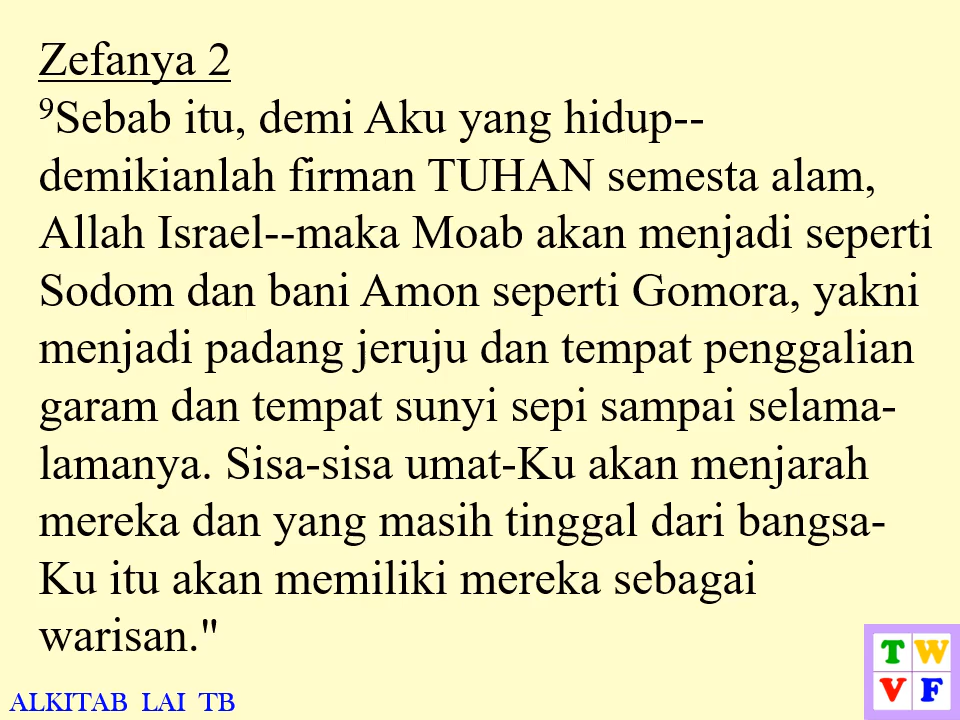 Zefanya 2
⁹Sebab itu, demi Aku yang hidup--
demikianlah firman TUHAN semesta alam,
Allah Israel--maka Moab akan menjadi seperti
Sodom dan bani Amon seperti Gomora, yakni
menjadi padang jeruju dan tempat penggalian
garam dan tempat sunyi sepi sampai selama-
lamanya. Sisa-sisa umat-Ku akan menjarah
mereka dan yang masih tinggal dari bangsa-
Ku itu akan memiliki mereka sebagai
warisan."
ALKITAB LAI TB
T W
V F